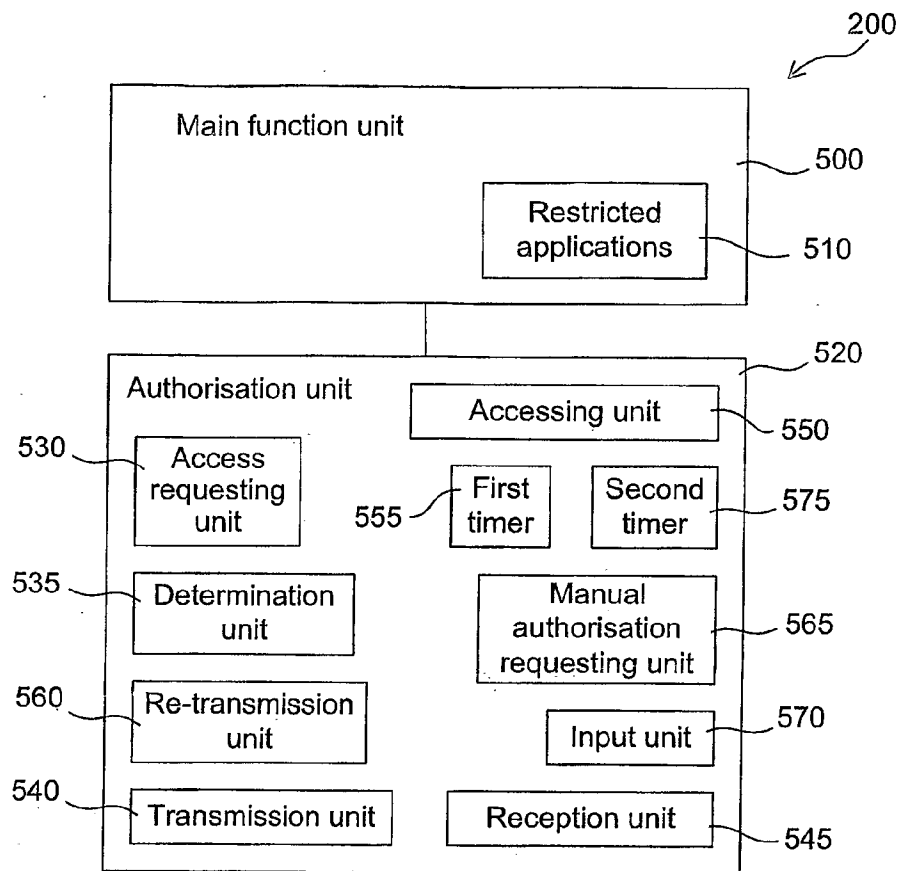 200
Main function unit
500
Restricted
applications
510
520
Authorisation unit
Accessing unit
550
530
Access
requesting
unit
555
First
timer
Second
timer
575
535
Determination
unit
Manual
authorisation
requesting unit
565
560
Re-transmission
unit
570
Input unit
540
Transmission unit
Reception unit
545